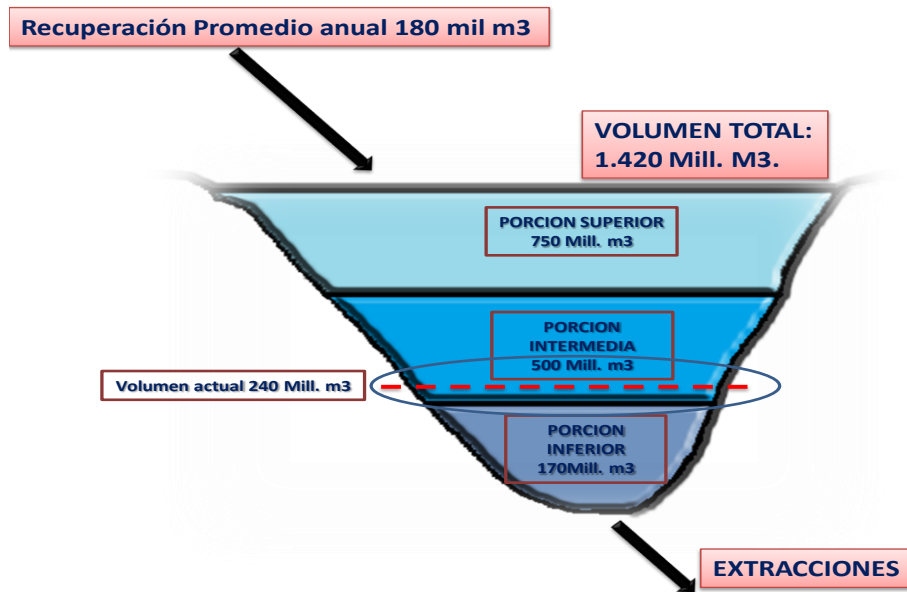 Recuperación Promedio anual 180 mil m3
VOLUMEN TOTAL:
1.420 Mill. M3.
PORCION SUPERIOR
750 Mill. m3
PORCION
INTERMEDIA
500 Mill. m3
Volumen actual 240 Mill. m3
PORCION
INFERIOR
170Mill. m3
EXTRACCIONES